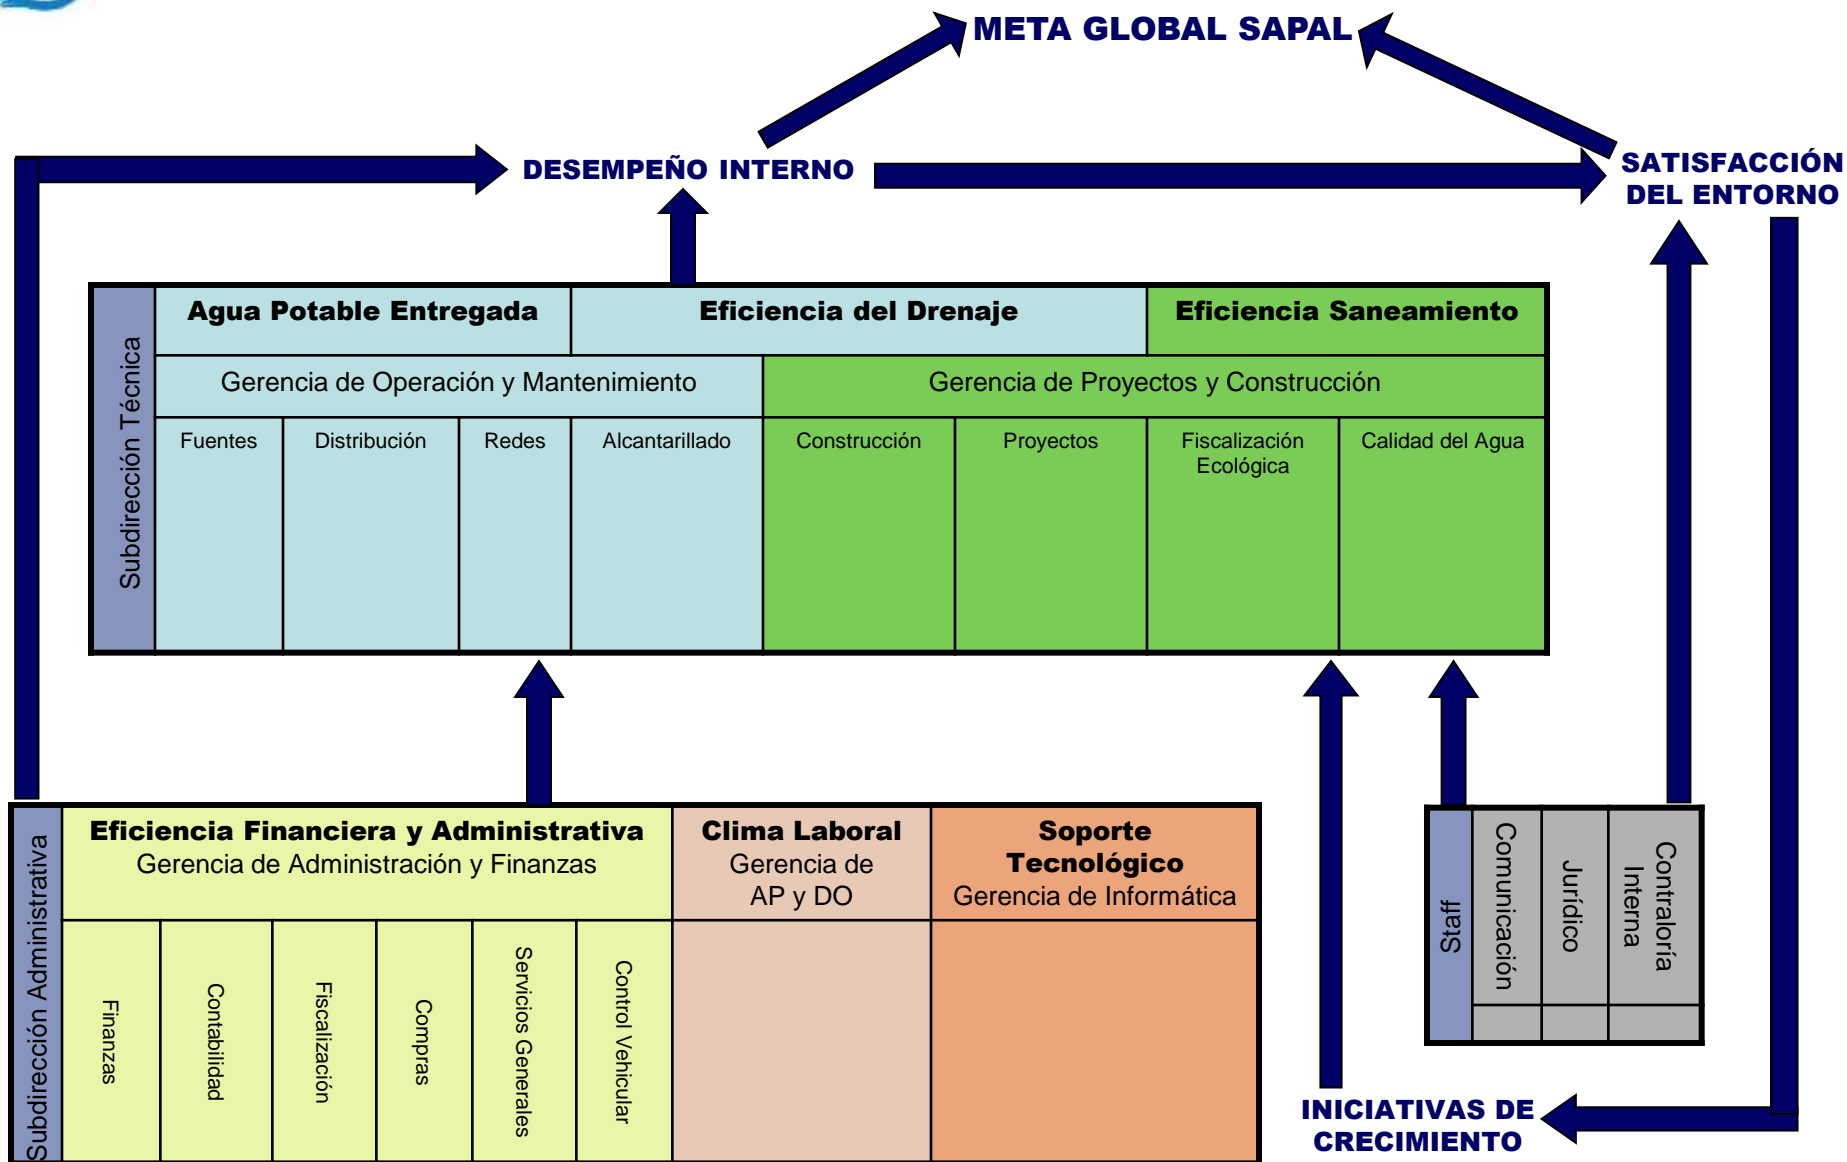 META GLOBAL SAPAL
DESEMPEÑO INTERNO
SATISFACCIÓN
DEL ENTORNO
Subdirección Técnica
Agua Potable Entregada
Eficiencia del Drenaje
Eficiencia Saneamiento
Gerencia de Operación y Mantenimiento
Gerencia de Proyectos y Construcción
Fuentes
Distribución
Redes
Alcantarillado
Construcción
Proyectos
Fiscalización
Ecológica
Calidad del Agua
Subdirección Administrativa
Eficiencia Financiera y Administrativa
Gerencia de Administración y Finanzas
Clima Laboral
Gerencia de
AP y DO
Soporte
Tecnológico
Gerencia de Informática
Finanzas
Contabilidad
Fiscalización
Compras
Servicios Generales
Control Vehicular
Staff
Comunicación
Jurídico
Contraloría
Interna
INICIATIVAS DE
CRECIMIENTO